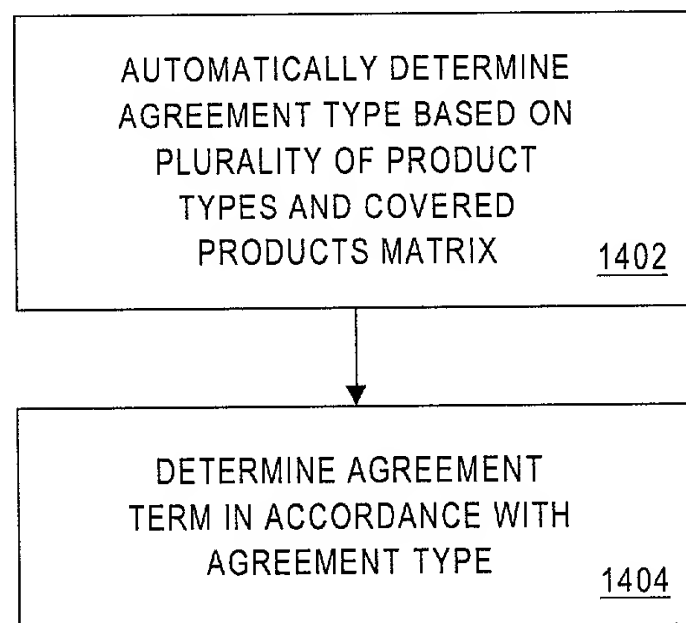 AUTOMATICALLY DETERMINE
AGREEMENT TYPE BASED ON
PLURALITY OF PRODUCT
TYPES AND COVERED
PRODUCTS MATRIX
1402
DETERMINE AGREEMENT
TERM IN ACCORDANCE WITH
AGREEMENT TYPE
1404